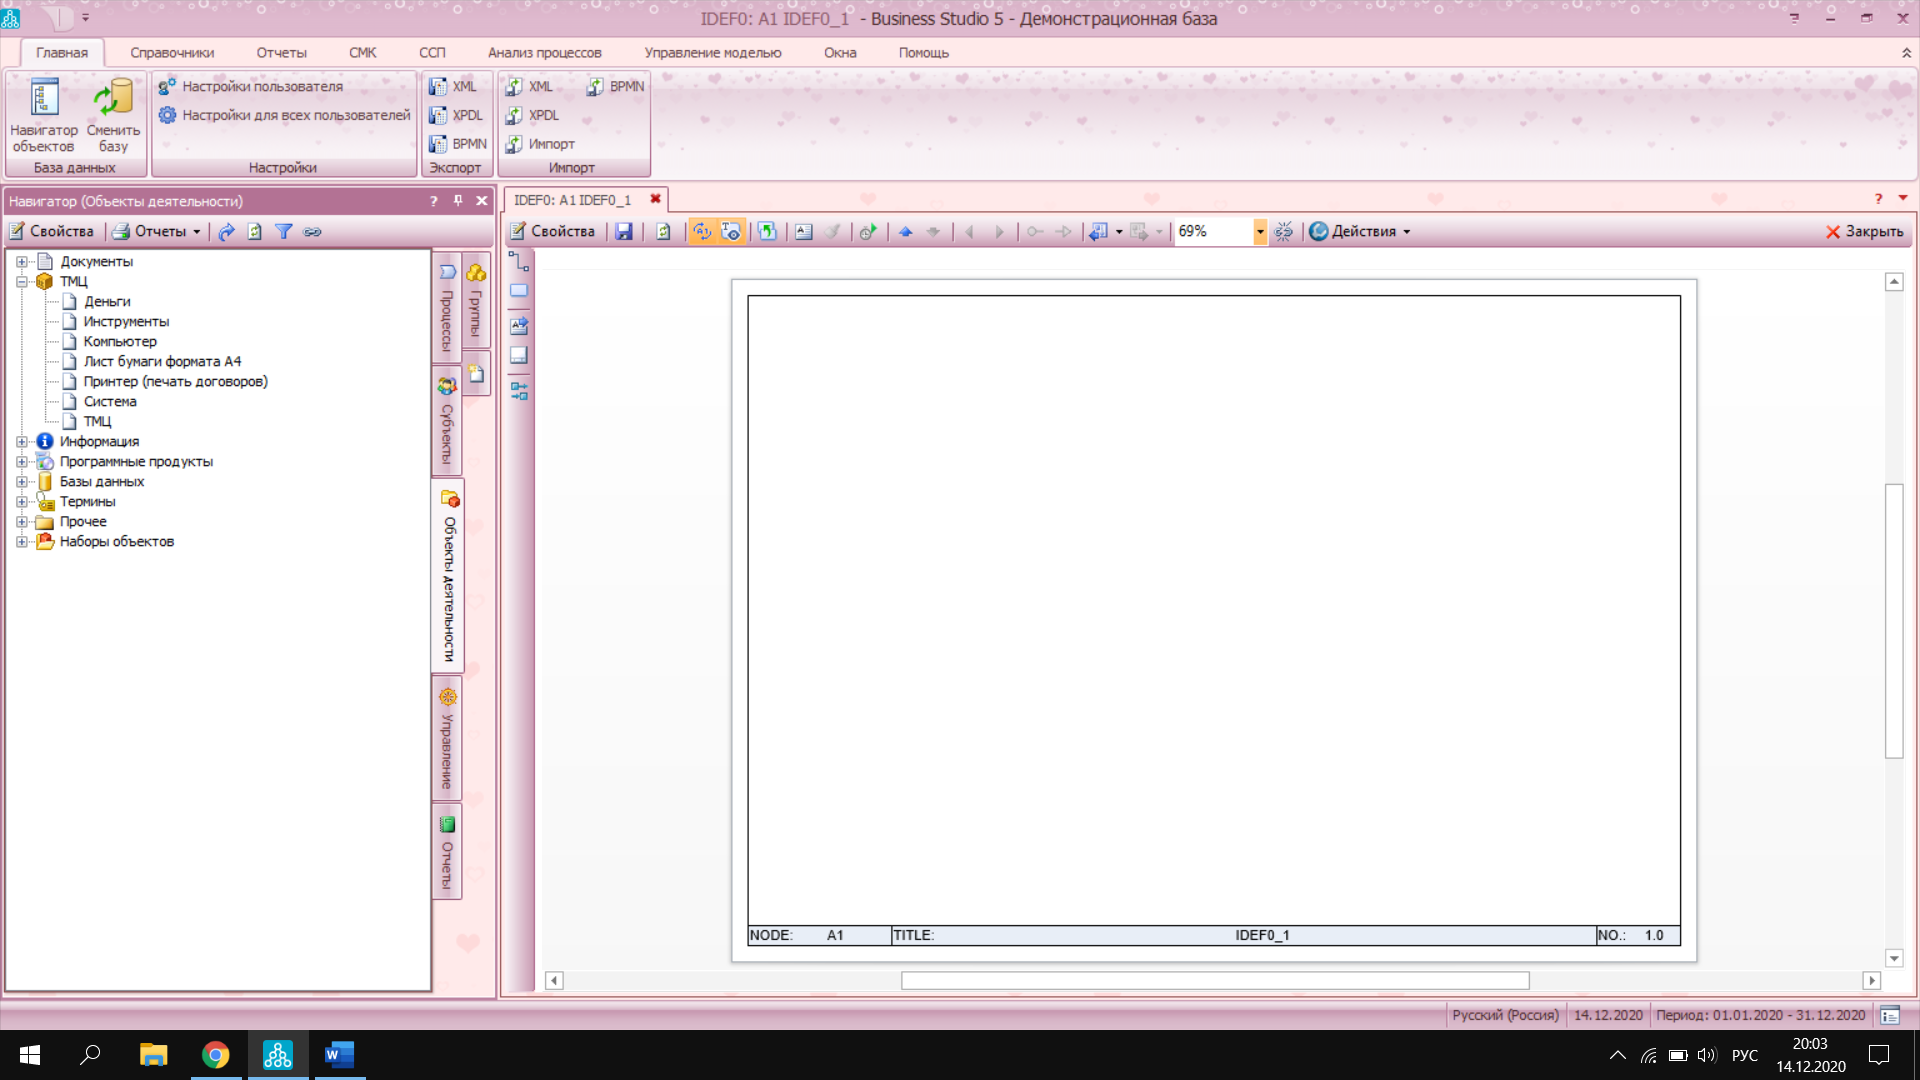 IDEF0: A1 IDEF0_1 - Business Studio 5 - Демонстрационная база
Главная Справочники Отчеты СМК ССП Анализ процессов Управление моделью Окна Помощь
Навигатор объектов
Сменить базу
База данных
Настройки пользователя
Настройки для всех пользователей
Настройки
XML
XPDL
BPMN
Экспорт
XML BPMN
XPDL
Импорт
Импорт
Навигатор (Объекты деятельности)
Свойства Отчеты
Документы
ТМЦ
Деньги
Инструменты
Компьютер
Лист бумаги формата А4
Принтер (печать договоров)
Система
ТМЦ
Информация
Программные продукты
Базы данных
Термины
Прочее
Наборы объектов
Процессы
Группы
Субъекты
Объекты деятельности
Управление
Отчеты
IDEF0: A1 IDEF0_1
Свойства 69% Действия Закрыть
NODE: A1 TITLE: IDEF0_1 NO.: 1.0
Русский (Россия) 14.12.2020 Период: 01.01.2020 - 31.12.2020
РУС
20:03
14.12.2020